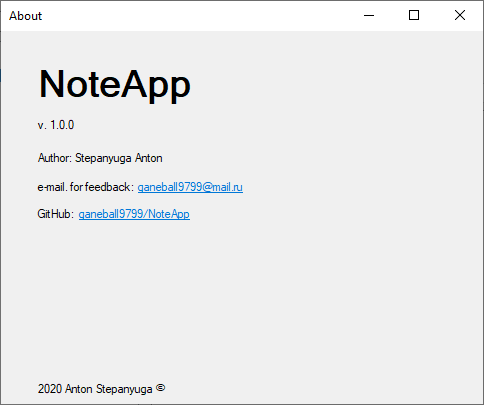 About
NoteApp
v. 1.0.0
Author: Stepanyuga Anton
e-mail. for feedback: ganeball9799@mail.ru
GitHub: ganeball9799/NoteApp
2020 Anton Stepanyuga ©